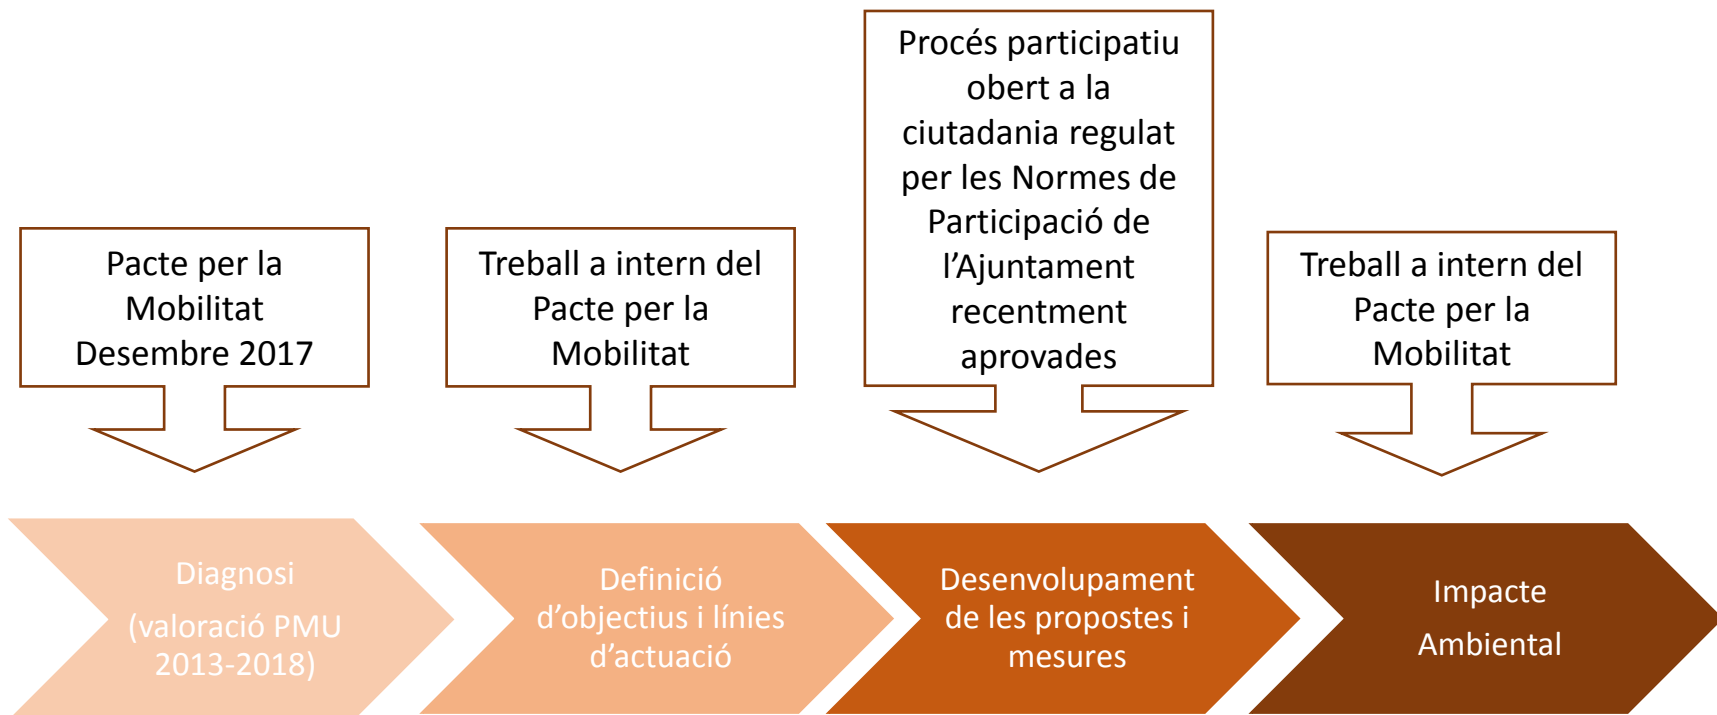 Pacte per la
Mobilitat
Desembre 2017
Treball a intern del
Pacte per la
Mobilitat
Procés participatiu
obert a la
ciutadania regulat
per les Normes de
Participació de
l’Ajuntament
recentment
aprovades
Treball a intern del
Pacte per la
Mobilitat
Diagnosi
(valoració PMU
2013-2018)
Definició
d’objectius i línies
d’actuació
Desenvolupament
de les propostes i
mesures
Impacte
Ambiental